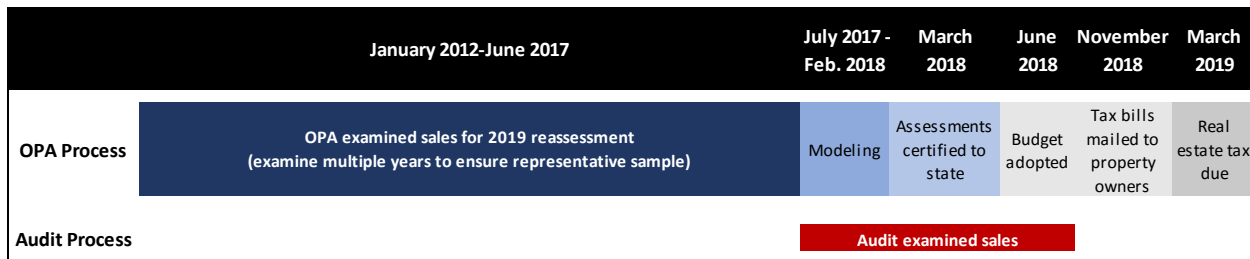 January 2012-June 2017
July 2017 -
Feb. 2018
March
2018
June
2018
November
2018
March
2019
OPA Process
OPA examined sales for 2019 reassessment
(examine multiple years to ensure representative sample)
Modeling
Assessments
certified to
state
Budget
adopted
Tax bills
mailed to
property
owners
Real
estate tax
due
Audit Process
Audit examined sales